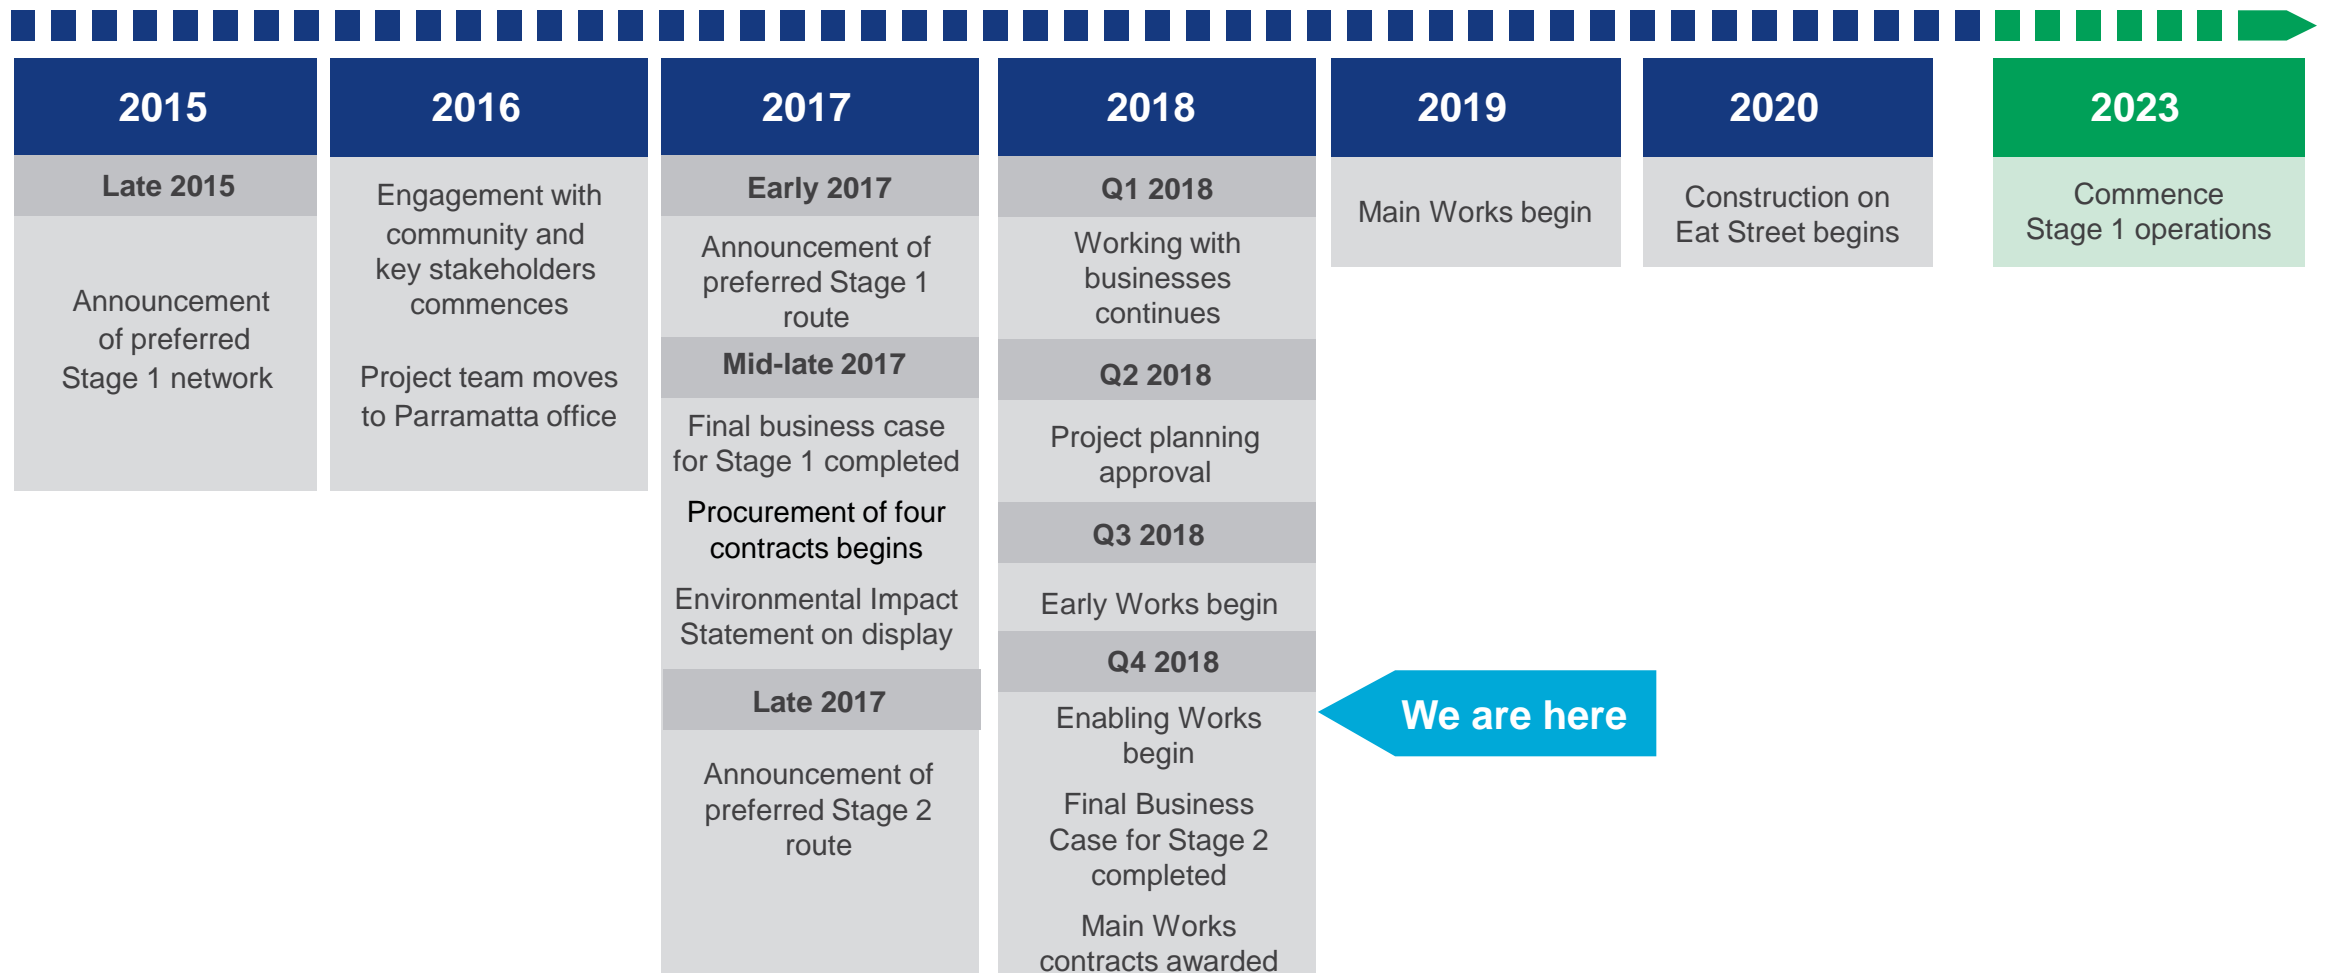 2015
Late 2015
Announcement
of preferred
Stage 1 network
2016
Engagement with
community and
key stakeholders
commences
Project team moves
to Parramatta office
2017
Early 2017
Announcement of
preferred Stage 1
route
Mid-late 2017
Final business case
for Stage 1 completed
Procurement of four
contracts begins
Environmental Impact
Statement on display
Late 2017
Announcement of
preferred Stage 2
route
2018
Q1 2018
Working with
businesses
continues
Q2 2018
Project planning
approval
Q3 2018
Early Works begin
Q4 2018
Enabling Works
begin
Final Business
Case for Stage 2
completed
Main Works
contracts awarded
We are here
2019
Main Works begin
2020
Construction on
Eat Street begins
2023
Commence
Stage 1 operations